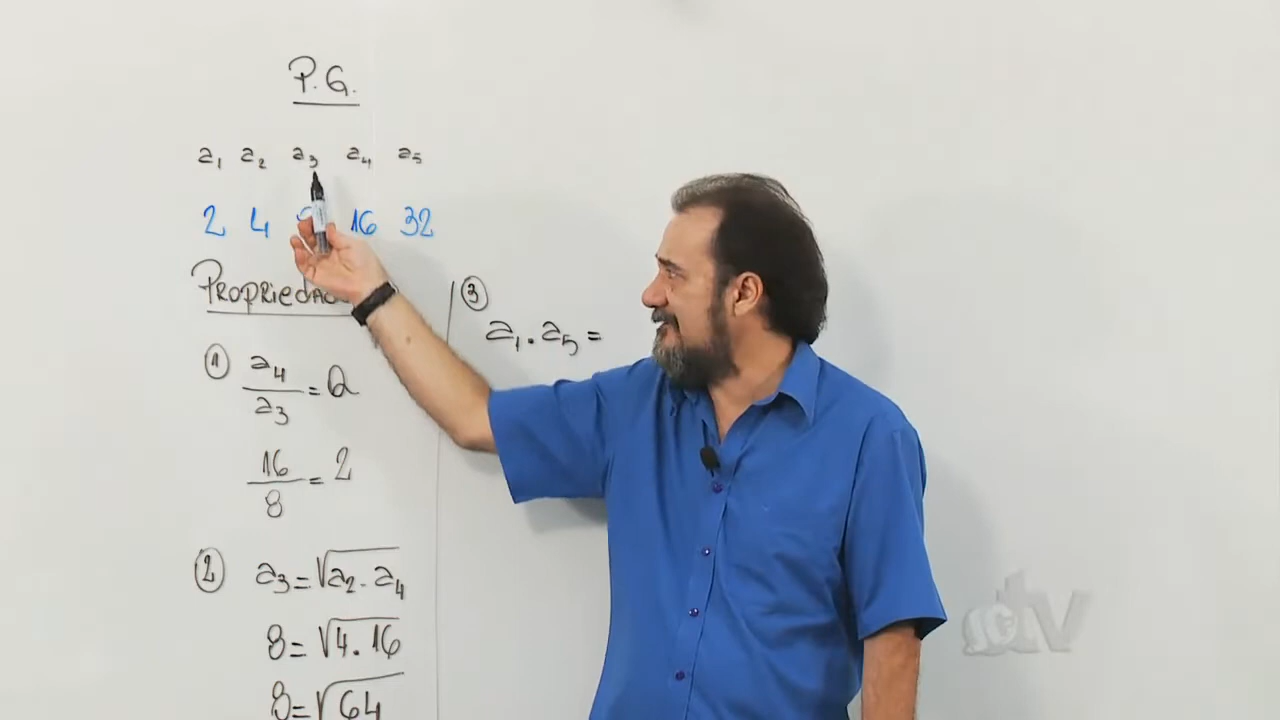 P.G.
a₁ a₂ a₃ a₄ a₅
2 4 16 32
① a₄/a₃ = Q
16/8 = 2
② a₃ = √a₂ . a₄
8 = √4 . 16
8 = √64
③
a₁ . a₅ =
sctv